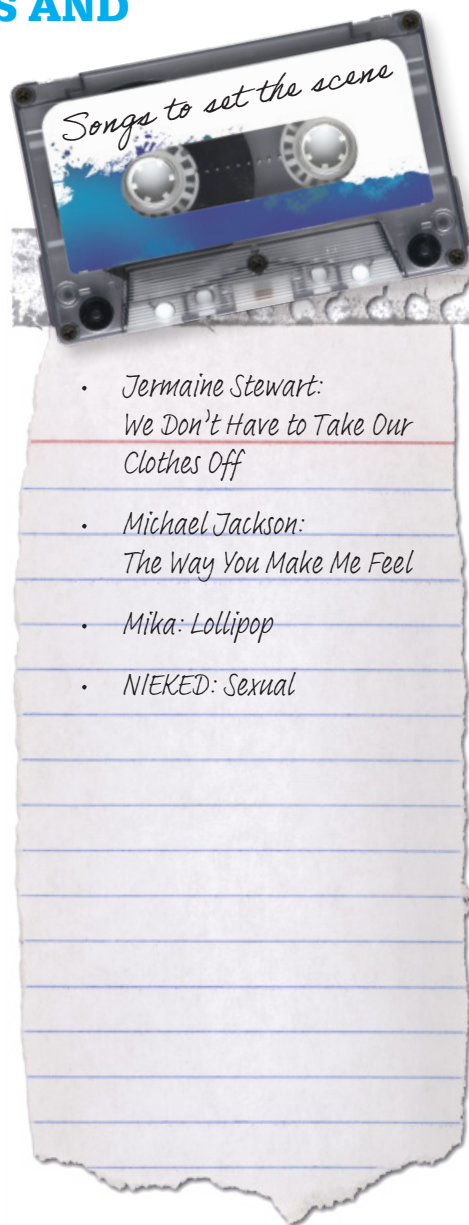 S AND
Songs to set the scene
• Jermaine Stewart:
We Don't Have to Take Our
Clothes Off
• Michael Jackson:
The Way You Make Me Feel
• Mika: Lollipop
• NIEKED: Sexual